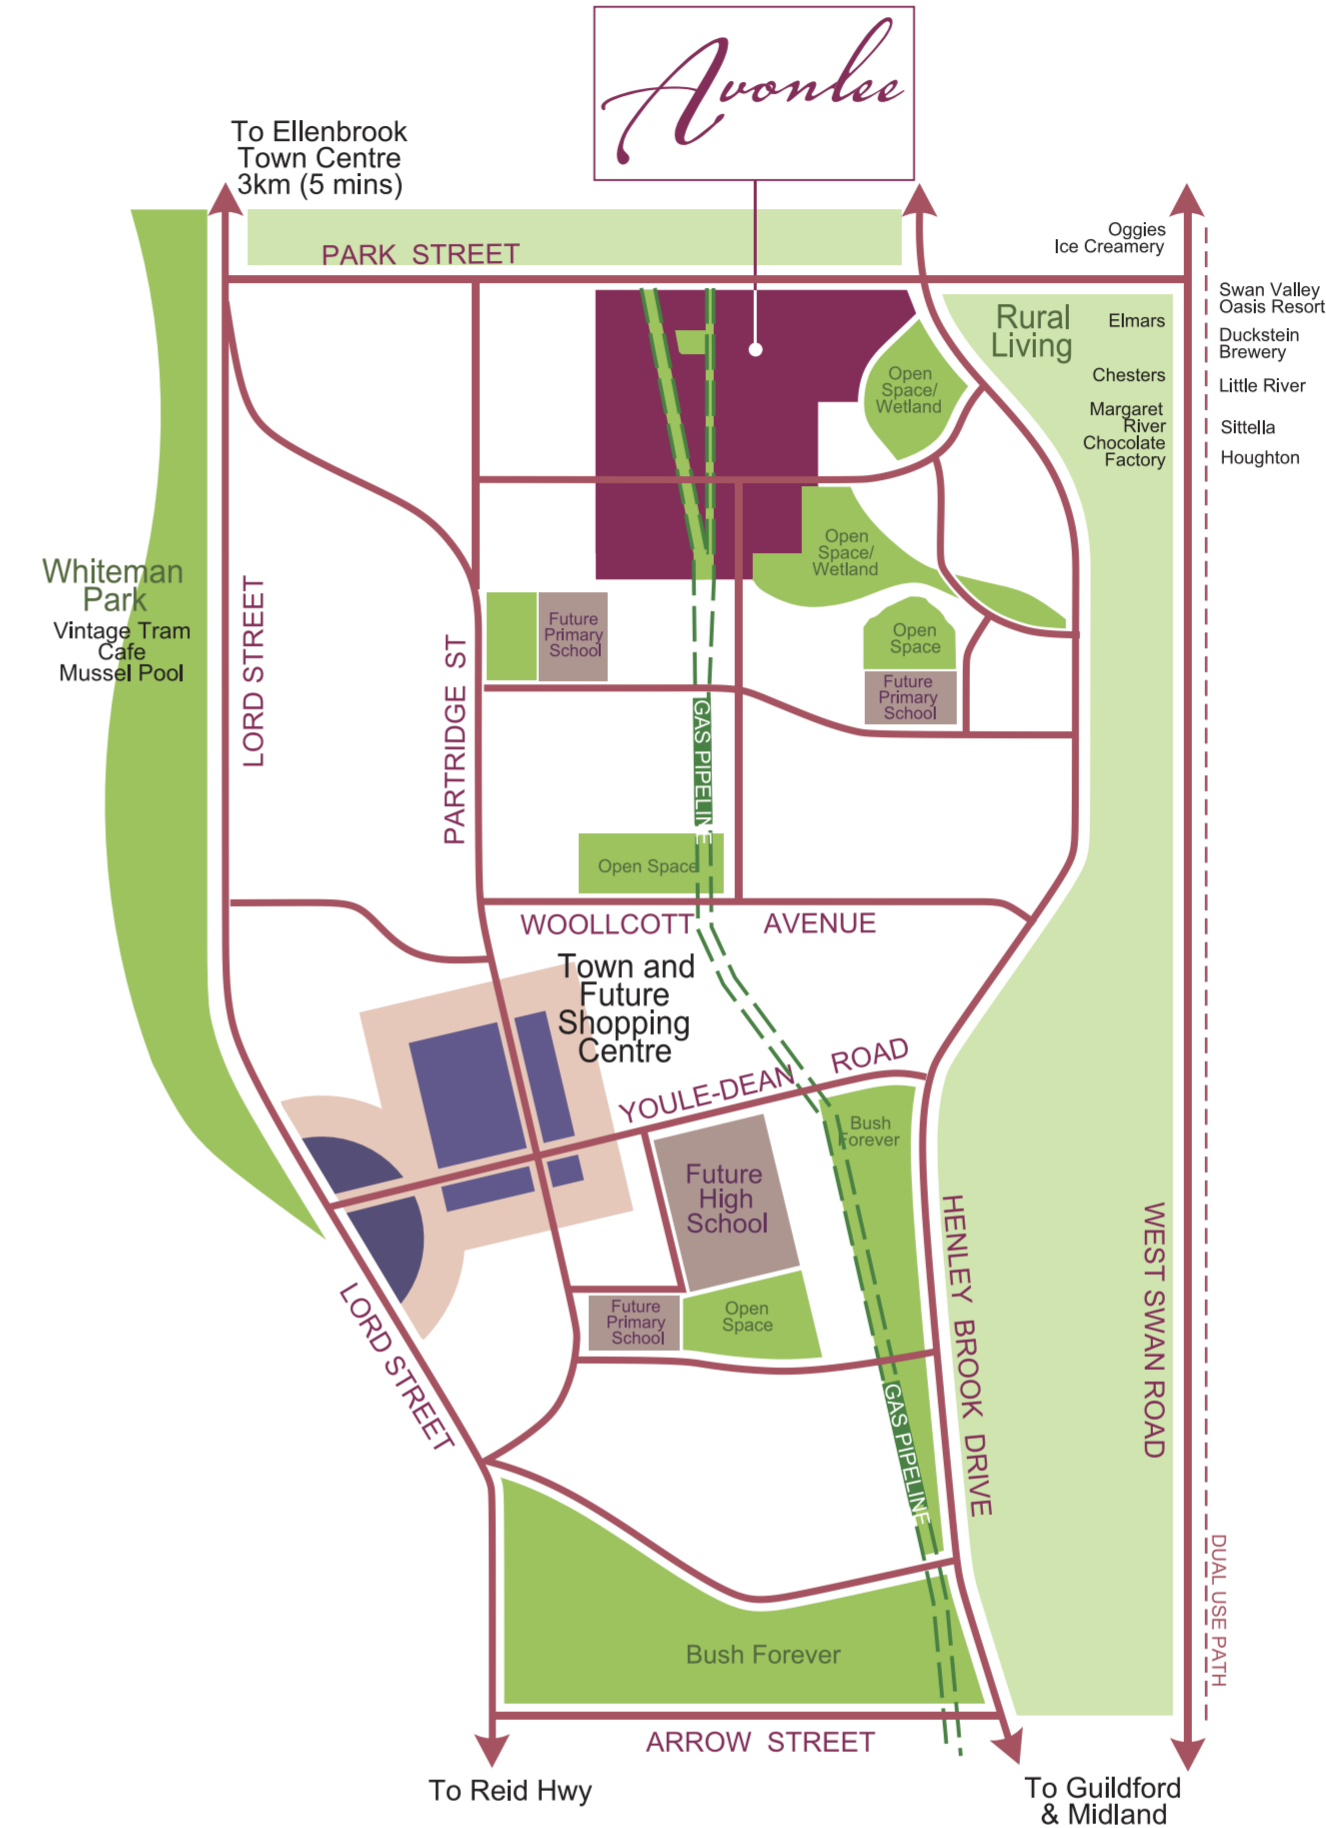 Avonlee
To Ellenbrook
Town Centre
3km (5 mins)
PARK STREET
Oggies
Ice Creamery
Swan Valley
Oasis Resort
Rural
Living
Elmars
Duckstein
Brewery
Chesters
Little River
Margaret
River
Chocolate
Factory
Sittella
Houghton
Open
Space/
Wetland
Open
Space/
Wetland
Whiteman
Park
Vintage Tram
Cafe
Mussel Pool
LORD STREET
PARTRIDGE ST
Future
Primary
School
Open
Space
Future
Primary
School
GAS PIPELINE
Open Space
WOOLLCOTT AVENUE
Town and
Future
Shopping
Centre
YOULE-DEAN ROAD
Bush
Forever
Future
High
School
HENLEY BROOK DRIVE
WEST SWAN ROAD
LORD STREET
Future
Primary
School
Open
Space
GAS PIPELINE
DUAL USE PATH
Bush Forever
ARROW STREET
To Reid Hwy
To Guildford
& Midland